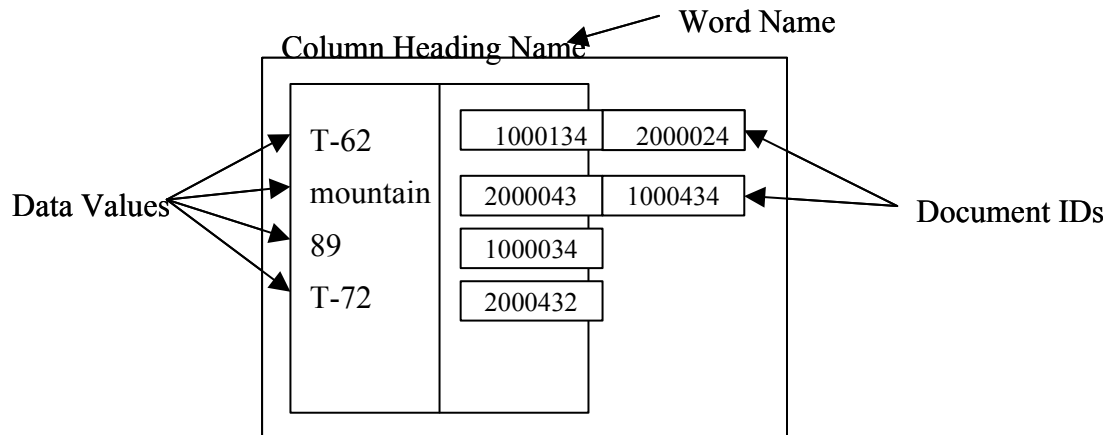 Word Name
Column Heading Name
T-62 1000134 2000024
mountain 2000043 1000434
Data Values
Document IDs
89 1000034
T-72 2000432